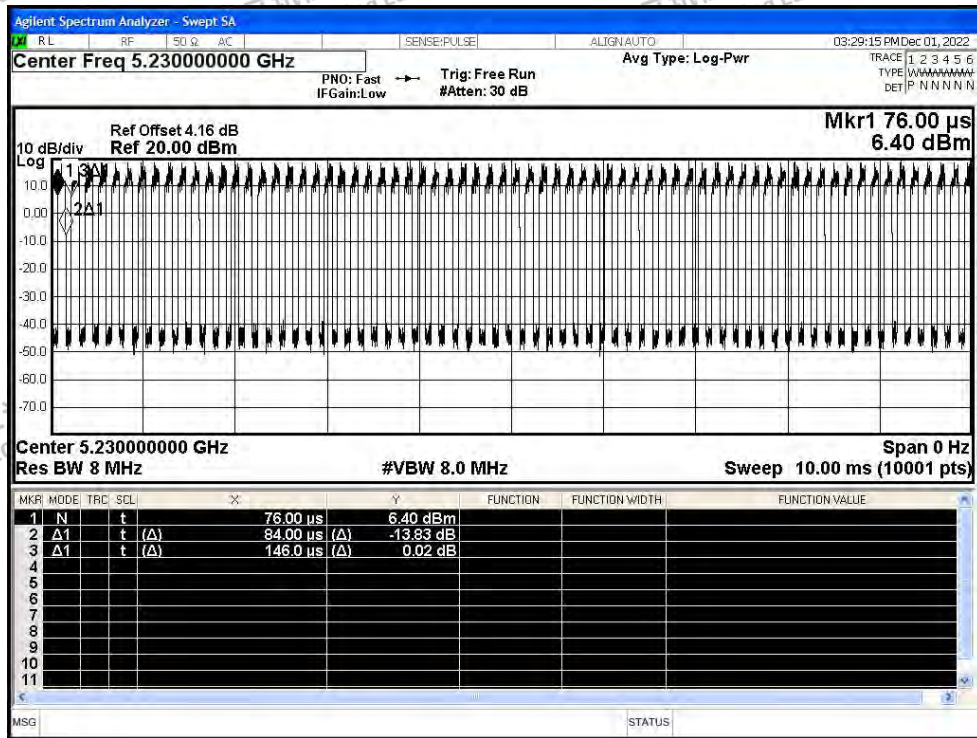 Agilent Spectrum Analyzer - Swept SA
LXI RL RF 50 Ω AC SENSE:PULSE ALIGN AUTO 03:29:15 PM Dec 01, 2022
Center Freq 5.230000000 GHz Avg Type: Log-Pwr TRACE 1 2 3 4 5 6
PNO: Fast Trig: Free Run TYPE WWWWWW
IFGain:Low #Atten: 30 dB DET P N N N N N
Mkr1 76.00 µs
Ref Offset 4.16 dB
10 dB/div Ref 20.00 dBm 6.40 dBm
Log
1 3Δ1
10.0
0.00
2Δ1
-10.0
-20.0
-30.0
-40.0
-50.0
-60.0
-70.0
Center 5.230000000 GHz Span 0 Hz
Res BW 8 MHz #VBW 8.0 MHz Sweep 10.00 ms (10001 pts)
MKR MODE TRC SCL X Y FUNCTION FUNCTION WIDTH FUNCTION VALUE
1 N t 76.00 µs 6.40 dBm
2 Δ1 t (Δ) 84.00 µs (Δ) -13.83 dB
3 Δ1 t (Δ) 146.0 µs (Δ) 0.02 dB
4
5
6
7
8
9
10
11
MSG STATUS